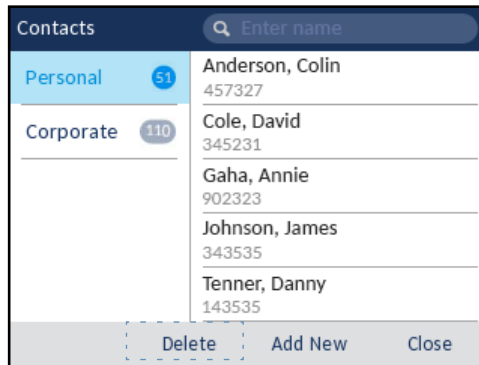 Contacts
Enter name
Personal 51
Corporate 110
Anderson, Colin
457327
Cole, David
345231
Gaha, Annie
902323
Johnson, James
343535
Tenner, Danny
143535
Delete Add New Close